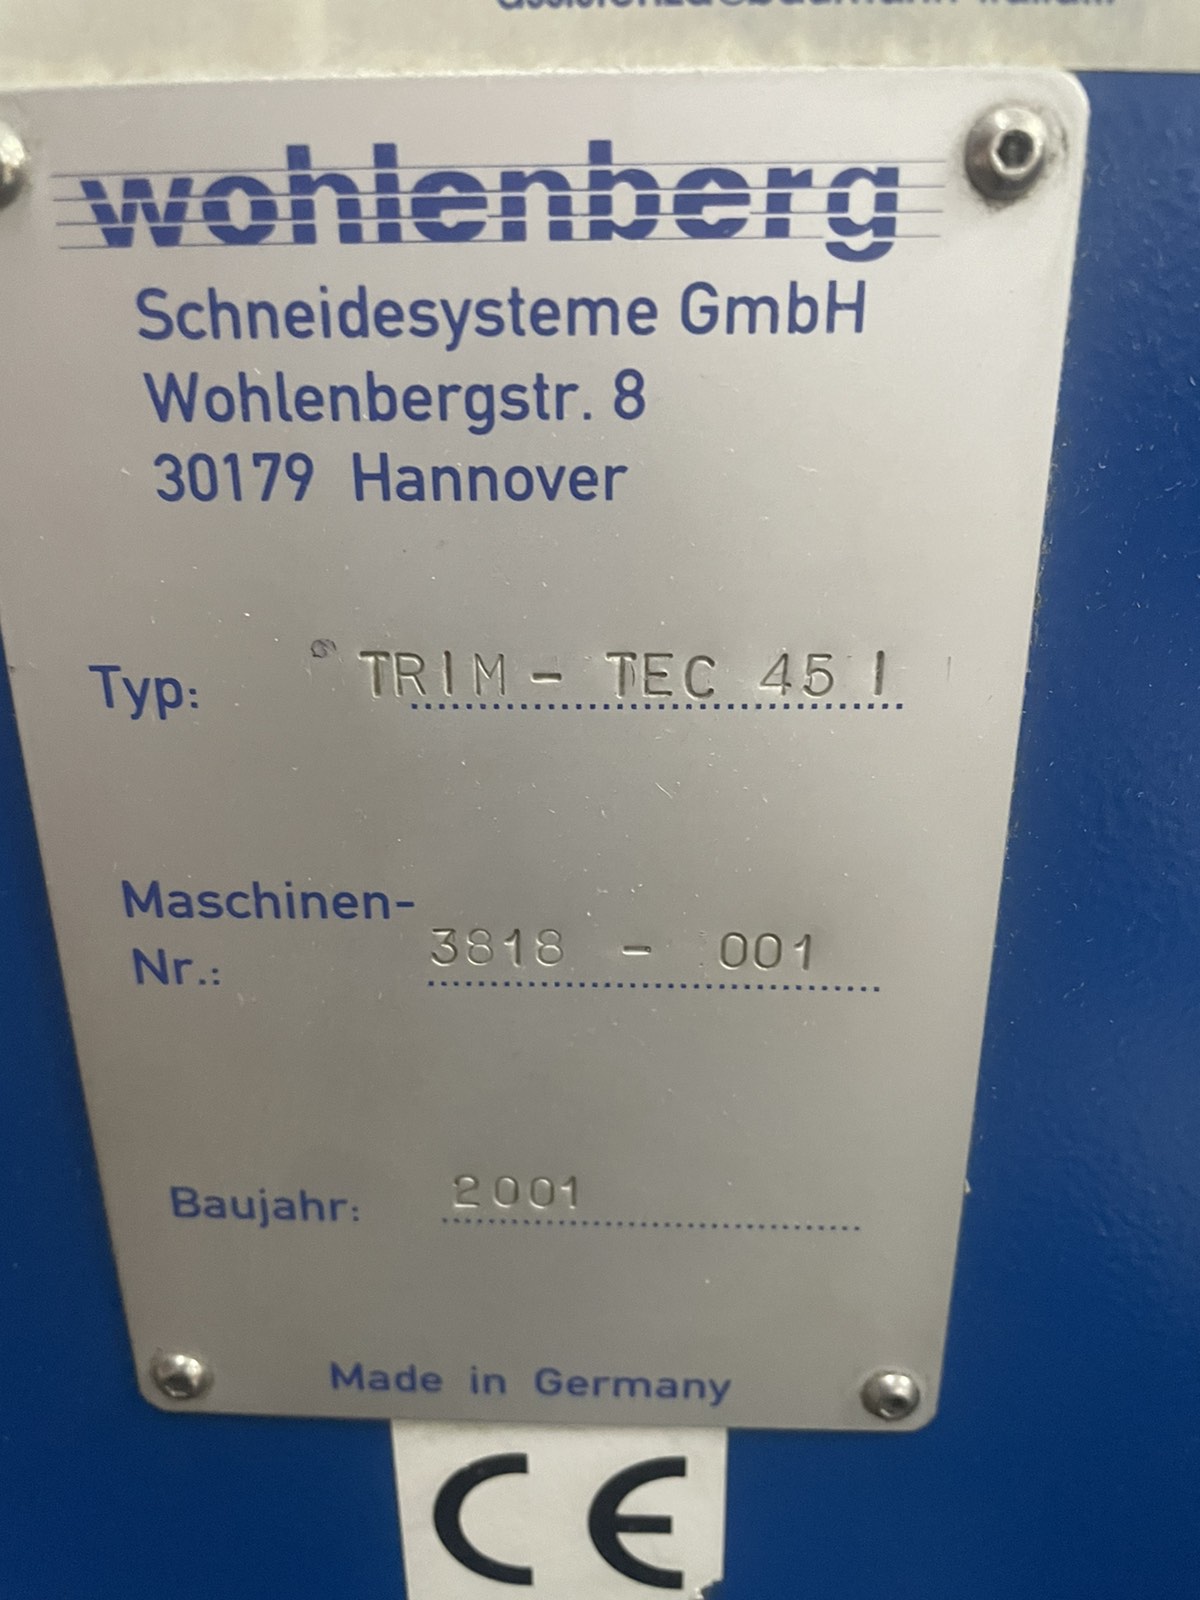 wohlenberg
Schneidesysteme GmbH
Wohlenbergstr. 8
30179 Hannover
Typ: TRIM - TEC 45 I
Maschinen-
Nr.: 3818 - 001
Baujahr: 2001
Made in Germany
CE